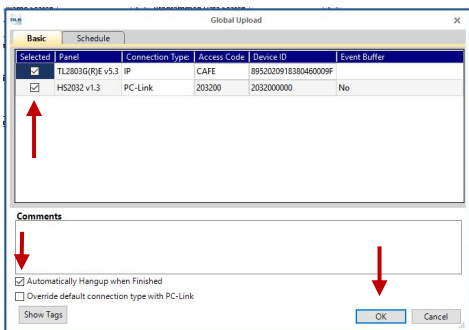 Global Upload
Basic Schedule
Selected Panel Connection Type: Access Code Device ID Event Buffer
TL2803G(R)E v5.3 IP CAFE 8952020918380460009F
HS2032 v1.3 PC-Link 203200 2032000000 No
Comments
Automatically Hangup when Finished
Override default connection type with PC-Link
Show Tags OK Cancel